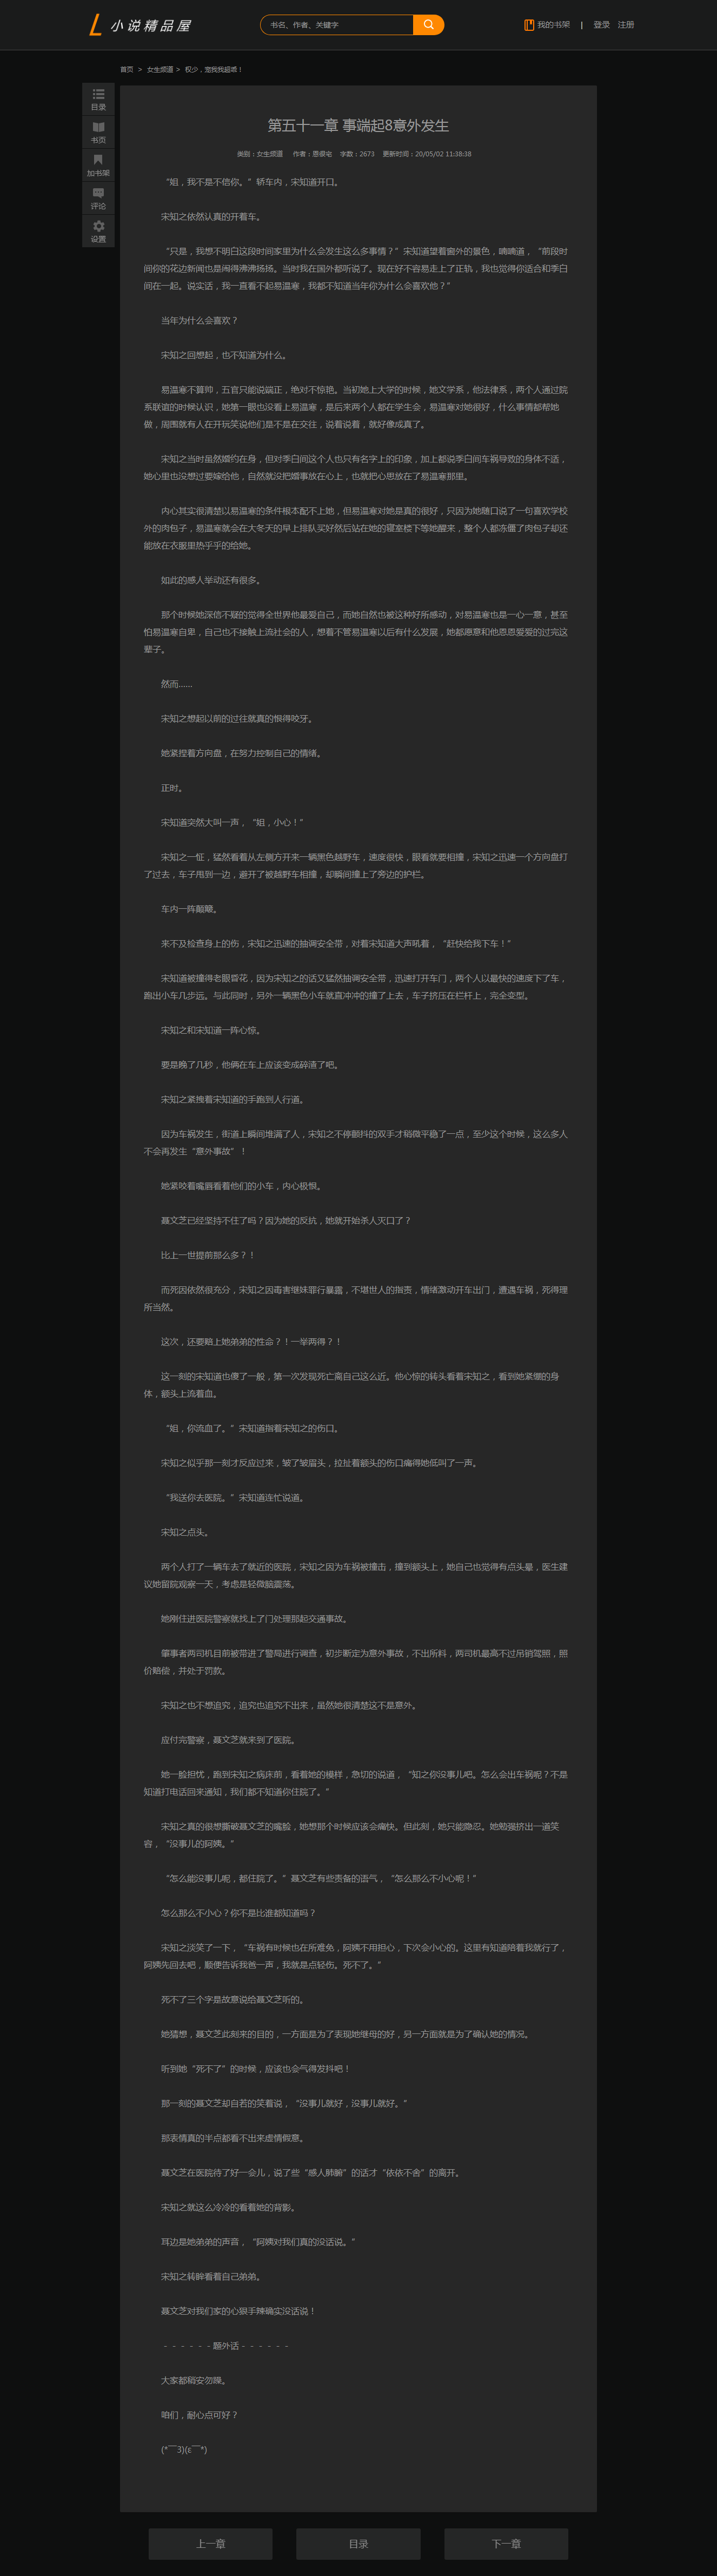 小说精品屋
书名、作者、关键字
我的书架 | 登录 注册
首页 > 女生频道 > 权少，宠我我超飒！
目录
书页
加书架
评论
设置
第五十一章 事端起8意外发生
类别：女生频道 作者：恩很宅 字数：2673 更新时间：20/05/02 11:38:38
“姐，我不是不信你。”轿车内，宋知道开口。
宋知之依然认真的开着车。
“只是，我想不明白这段时间家里为什么会发生这么多事情？”宋知道望着窗外的景色，喃喃道，“前段时
间你的花边新闻也是闹得沸沸扬扬。当时我在国外都听说了。现在好不容易走上了正轨，我也觉得你适合和季白
间在一起。说实话，我一直看不起易温寒，我都不知道当年你为什么会喜欢他？”
当年为什么会喜欢？
宋知之回想起，也不知道为什么。
易温寒不算帅，五官只能说端正，绝对不惊艳。当初她上大学的时候，她文学系，他法律系，两个人通过院
系联谊的时候认识，她第一眼也没看上易温寒，是后来两个人都在学生会，易温寒对她很好，什么事情都帮她
做，周围就有人在开玩笑说他们是不是在交往，说着说着，就好像成真了。
宋知之当时虽然婚约在身，但对季白间这个人也只有名字上的印象，加上都说季白间车祸导致的身体不适，
她心里也没想过要嫁给他，自然就没把婚事放在心上，也就把心思放在了易温寒那里。
内心其实很清楚以易温寒的条件根本配不上她，但易温寒对她是真的很好，只因为她随口说了一句喜欢学校
外的肉包子，易温寒就会在大冬天的早上排队买好然后站在她的寝室楼下等她醒来，整个人都冻僵了肉包子却还
能放在衣服里热乎乎的给她。
如此的感人举动还有很多。
那个时候她深信不疑的觉得全世界他最爱自己，而她自然也被这种好所感动，对易温寒也是一心一意，甚至
怕易温寒自卑，自己也不接触上流社会的人，想着不管易温寒以后有什么发展，她都愿意和他恩恩爱爱的过完这
辈子。
然而……
宋知之想起以前的过往就真的恨得咬牙。
她紧捏着方向盘，在努力控制自己的情绪。
正时。
宋知道突然大叫一声，“姐，小心！”
宋知之一怔，猛然看着从左侧方开来一辆黑色越野车，速度很快，眼看就要相撞，宋知之迅速一个方向盘打
了过去，车子甩到一边，避开了被越野车相撞，却瞬间撞上了旁边的护栏。
车内一阵颠簸。
来不及检查身上的伤，宋知之迅速的抽调安全带，对着宋知道大声吼着，“赶快给我下车！”
宋知道被撞得老眼昏花，因为宋知之的话又猛然抽调安全带，迅速打开车门，两个人以最快的速度下了车，
跑出小车几步远。与此同时，另外一辆黑色小车就直冲冲的撞了上去，车子挤压在栏杆上，完全变型。
宋知之和宋知道一阵心惊。
要是晚了几秒，他俩在车上应该变成碎渣了吧。
宋知之紧拽着宋知道的手跑到人行道。
因为车祸发生，街道上瞬间堆满了人，宋知之不停颤抖的双手才稍微平稳了一点，至少这个时候，这么多人
不会再发生“意外事故”！
她紧咬着嘴唇看着他们的小车，内心极恨。
聂文芝已经坚持不住了吗？因为她的反抗，她就开始杀人灭口了？
比上一世提前那么多？！
而死因依然很充分，宋知之因毒害继妹罪行暴露，不堪世人的指责，情绪激动开车出门，遭遇车祸，死得理
所当然。
这次，还要赔上她弟弟的性命？！一举两得？！
这一刻的宋知道也傻了一般，第一次发现死亡离自己这么近。他心惊的转头看着宋知之，看到她紧绷的身
体，额头上流着血。
“姐，你流血了。”宋知道指着宋知之的伤口。
宋知之似乎那一刻才反应过来，皱了皱眉头，拉扯着额头的伤口痛得她低叫了一声。
“我送你去医院。”宋知道连忙说道。
宋知之点头。
两个人打了一辆车去了就近的医院，宋知之因为车祸被撞击，撞到额头上，她自己也觉得有点头晕，医生建
议她留院观察一天，考虑是轻微脑震荡。
她刚住进医院警察就找上了门处理那起交通事故。
肇事者两司机目前被带进了警局进行调查，初步断定为意外事故，不出所料，两司机最高不过吊销驾照，照
价赔偿，并处于罚款。
宋知之也不想追究，追究也追究不出来，虽然她很清楚这不是意外。
应付完警察，聂文芝就来到了医院。
她一脸担忧，跑到宋知之病床前，看着她的模样，急切的说道，“知之你没事儿吧。怎么会出车祸呢？不是
知道打电话回来通知，我们都不知道你住院了。”
宋知之真的很想撕破聂文芝的嘴脸，她想那个时候应该会痛快。但此刻，她只能隐忍。她勉强挤出一道笑
容，“没事儿的阿姨。”
“怎么能没事儿呢，都住院了。”聂文芝有些责备的语气，“怎么那么不小心呢！”
怎么那么不小心？你不是比谁都知道吗？
宋知之淡笑了一下，“车祸有时候也在所难免，阿姨不用担心，下次会小心的。这里有知道陪着我就行了，
阿姨先回去吧，顺便告诉我爸一声，我就是点轻伤。死不了。”
死不了三个字是故意说给聂文芝听的。
她猜想，聂文芝此刻来的目的，一方面是为了表现她继母的好，另一方面就是为了确认她的情况。
听到她“死不了”的时候，应该也会气得发抖吧！
那一刻的聂文芝却自若的笑着说，“没事儿就好，没事儿就好。”
那表情真的半点都看不出来虚情假意。
聂文芝在医院待了好一会儿，说了些“感人肺腑”的话才“依依不舍”的离开。
宋知之就这么冷冷的看着她的背影。
耳边是她弟弟的声音，“阿姨对我们真的没话说。”
宋知之转眸看着自己弟弟。
聂文芝对我们家的心狠手辣确实没话说！
－－－－－－题外话－－－－－－
大家都稍安勿躁。
咱们，耐心点可好？
(*￣3)(ε￣*)
上一章 目录 下一章